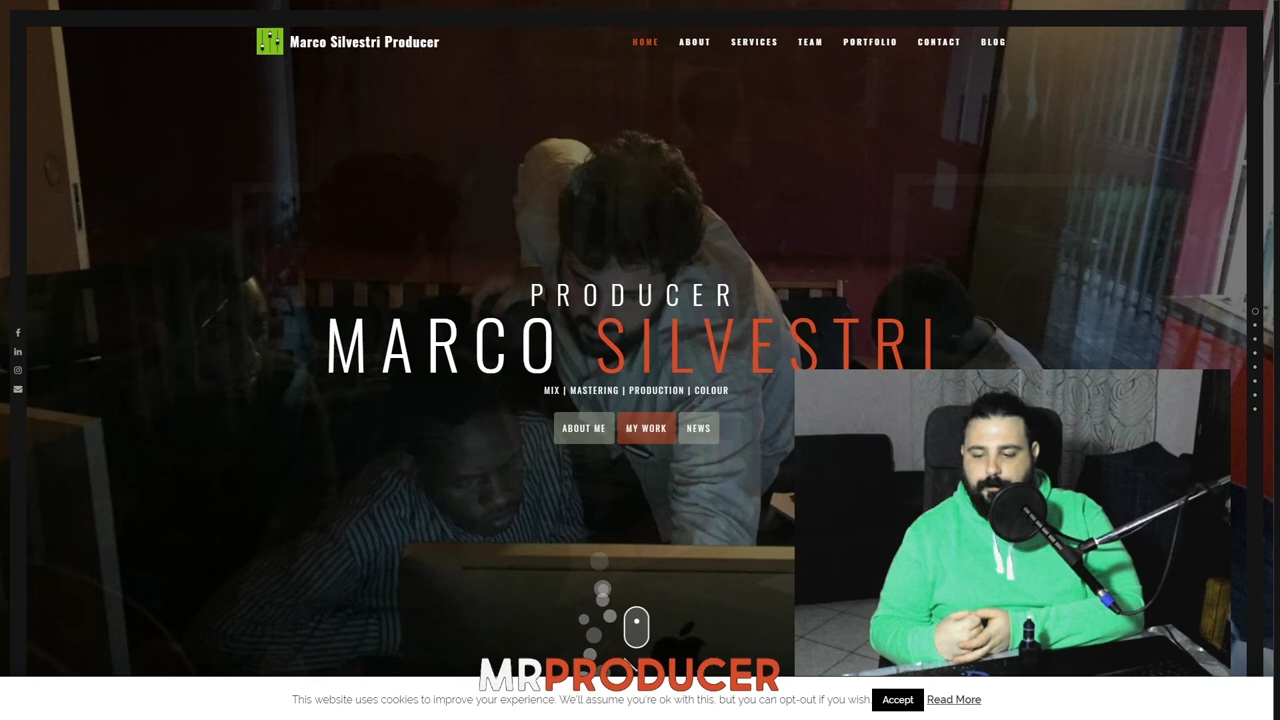 Marco Silvestri Producer
HOME ABOUT SERVICES TEAM PORTFOLIO CONTACT BLOG
PRODUCER
MARCO SILVESTRI
MIX | MASTERING | PRODUCTION | COLOUR
ABOUT ME MY WORK NEWS
MRPRODUCER
This website uses cookies to improve your experience. We'll assume you're ok with this, but you can opt-out if you wish. Accept Read More